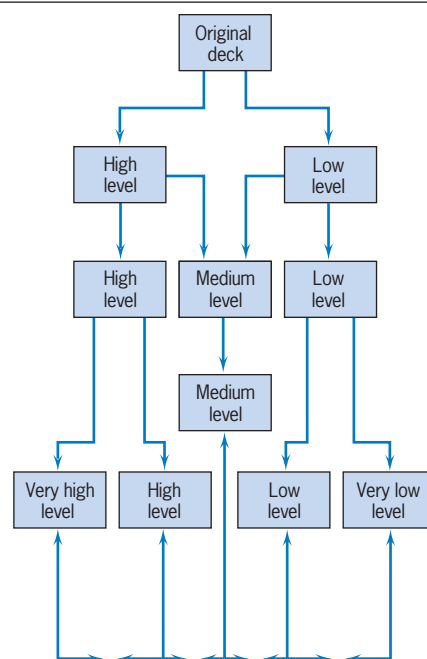 Original
deck
High
level
Low
level
High
level
Medium
level
Low
level
Medium
level
Very high
level
High
level
Low
level
Very low
level